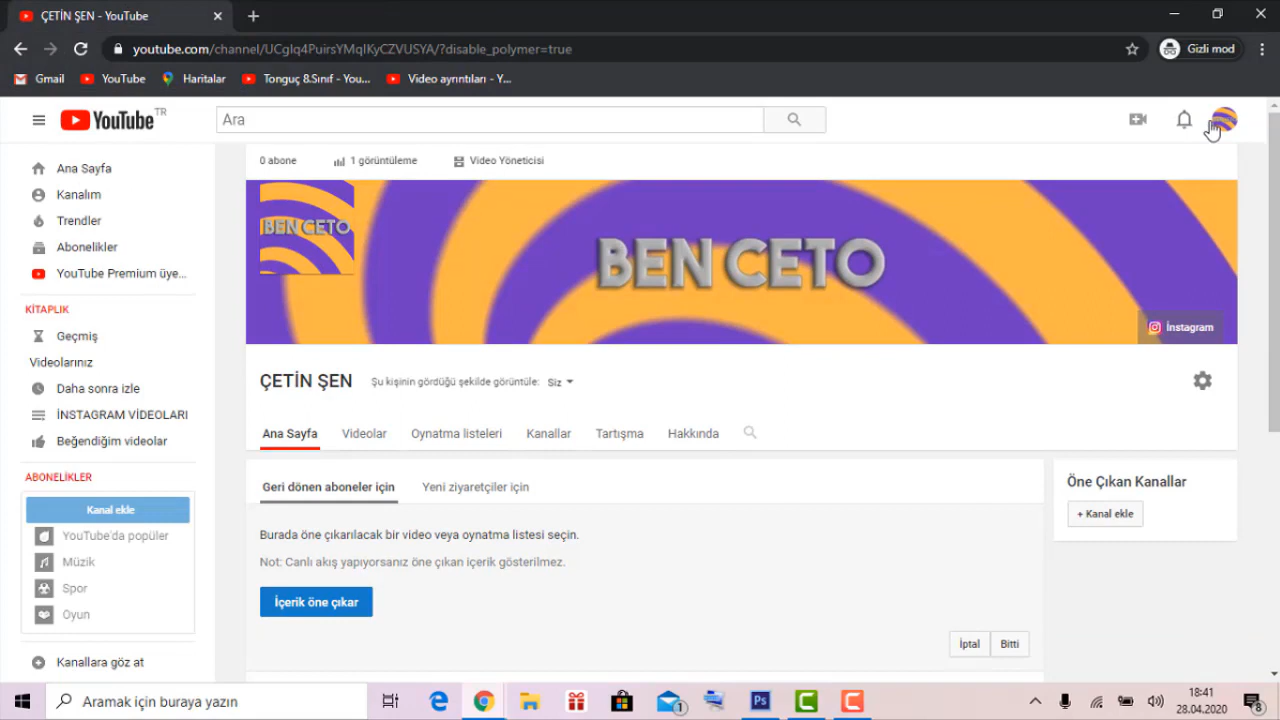 ÇETİN ŞEN - YouTube
youtube.com/channel/UCgIq4PuirsYMqIKyCZVUSYA/?disable_polymer=true
Gizli mod
Gmail
YouTube
Haritalar
Tonguç 8.Sınıf - You...
Video ayrıntıları - Y...
YouTube TR
Ara
Ana Sayfa
Kanalım
Trendler
Abonelikler
YouTube Premium üye...
KİTAPLIK
Geçmiş
Videolarınız
Daha sonra izle
İNSTAGRAM VİDEOLARI
Beğendiğim videolar
ABONELİKLER
Kanal ekle
YouTube'da popüler
Müzik
Spor
Oyun
Kanallara göz at
0 abone
1 görüntüleme
Video Yöneticisi
BEN CETO
BEN CETO
İnstagram
ÇETİN ŞEN
Şu kişinin gördüğü şekilde görüntüle: Siz
Ana Sayfa
Videolar
Oynatma listeleri
Kanallar
Tartışma
Hakkında
Geri dönen aboneler için
Yeni ziyaretçiler için
Burada öne çıkarılacak bir video veya oynatma listesi seçin.
Not: Canlı akış yapıyorsanız öne çıkan içerik gösterilmez.
İçerik öne çıkar
İptal
Bitti
Öne Çıkan Kanallar
+ Kanal ekle
Aramak için buraya yazın
1
Ps
18:41
28.04.2020
8